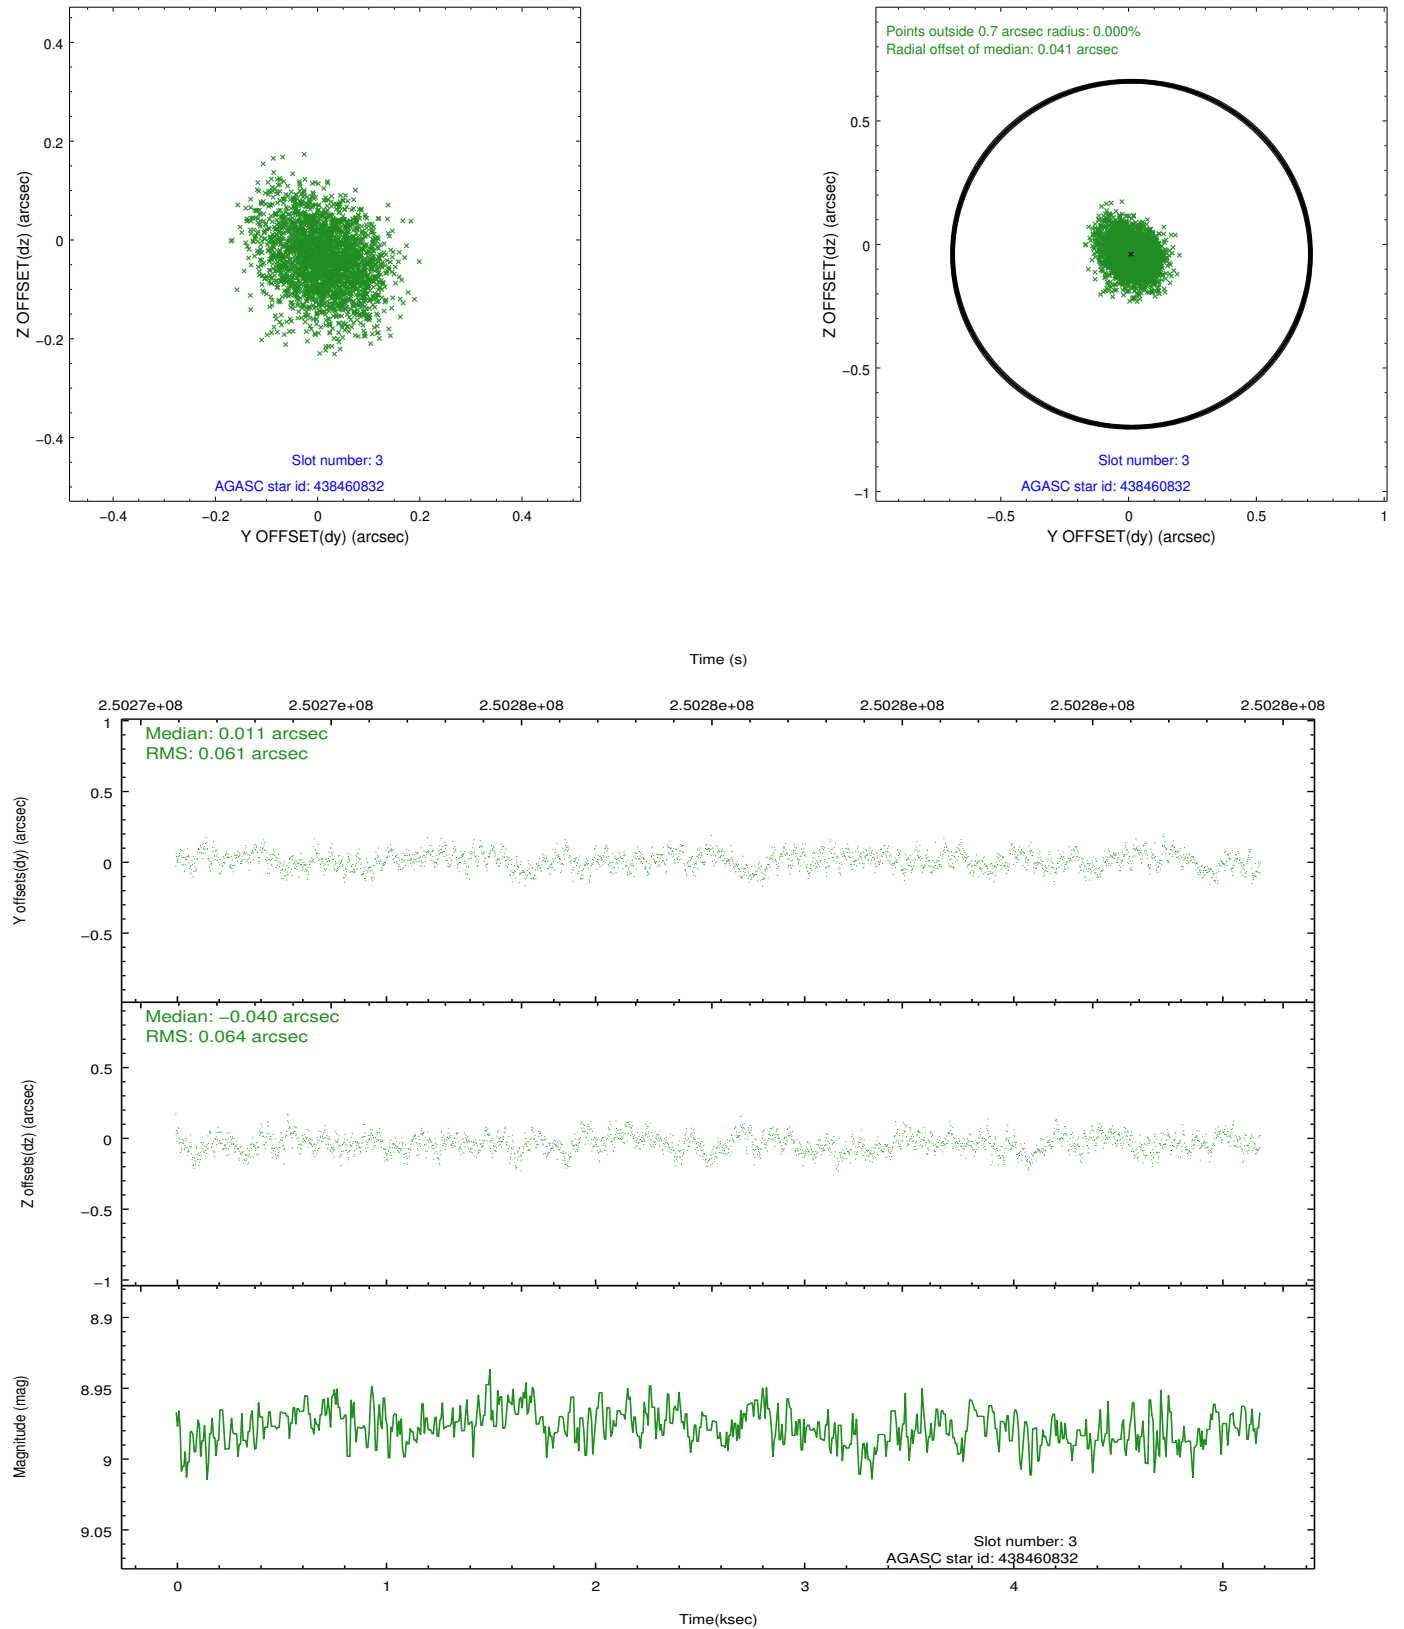 0.4
0.2
0
−0.2
−0.4
Z OFFSET(dz) (arcsec)
Slot number: 3
AGASC star id: 438460832
−0.4 −0.2 0 0.2 0.4
Y OFFSET(dy) (arcsec)
Points outside 0.7 arcsec radius: 0.000%
Radial offset of median: 0.041 arcsec
0.5
0
−0.5
−1
Z OFFSET(dz) (arcsec)
Slot number: 3
AGASC star id: 438460832
−0.5 0 0.5 1
Y OFFSET(dy) (arcsec)
Time (s)
2.5027e+08 2.5027e+08 2.5028e+08 2.5028e+08 2.5028e+08 2.5028e+08 2.5028e+08
Median: 0.011 arcsec
RMS: 0.061 arcsec
1
0.5
0
−0.5
Y offsets(dy) (arcsec)
Median: −0.040 arcsec
RMS: 0.064 arcsec
0.5
0
−0.5
−1
Z offsets(dz) (arcsec)
8.9
8.95
9
9.05
Magnitude (mag)
Slot number: 3
AGASC star id: 438460832
0 1 2 3 4 5
Time(ksec)